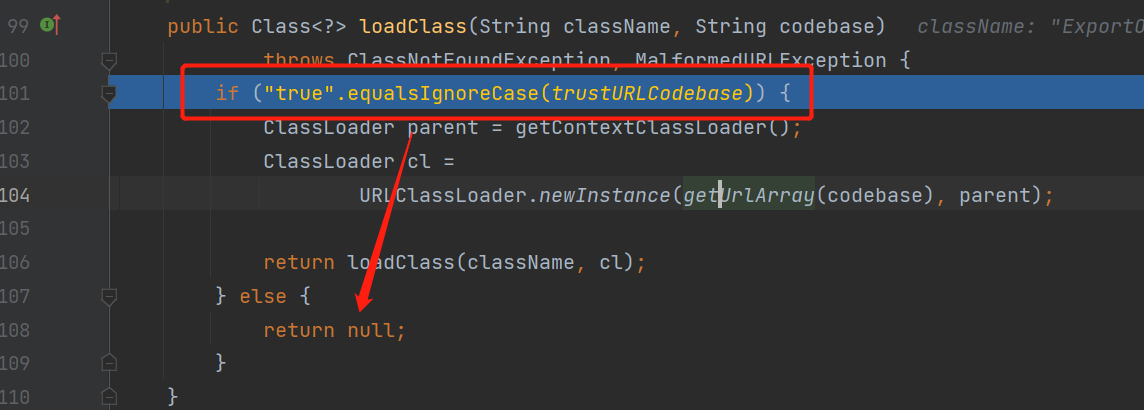 99 public Class<?> loadClass(String className, String codebase) className: "ExportO
100 throws ClassNotFoundException, MalformedURLException {
101 if ("true".equalsIgnoreCase(trustURLCodebase)) {
102 ClassLoader parent = getContextClassLoader();
103 ClassLoader cl =
104 URLClassLoader.newInstance(getUrlArray(codebase), parent);
105
106 return loadClass(className, cl);
107 } else {
108 return null;
109 }
110 }